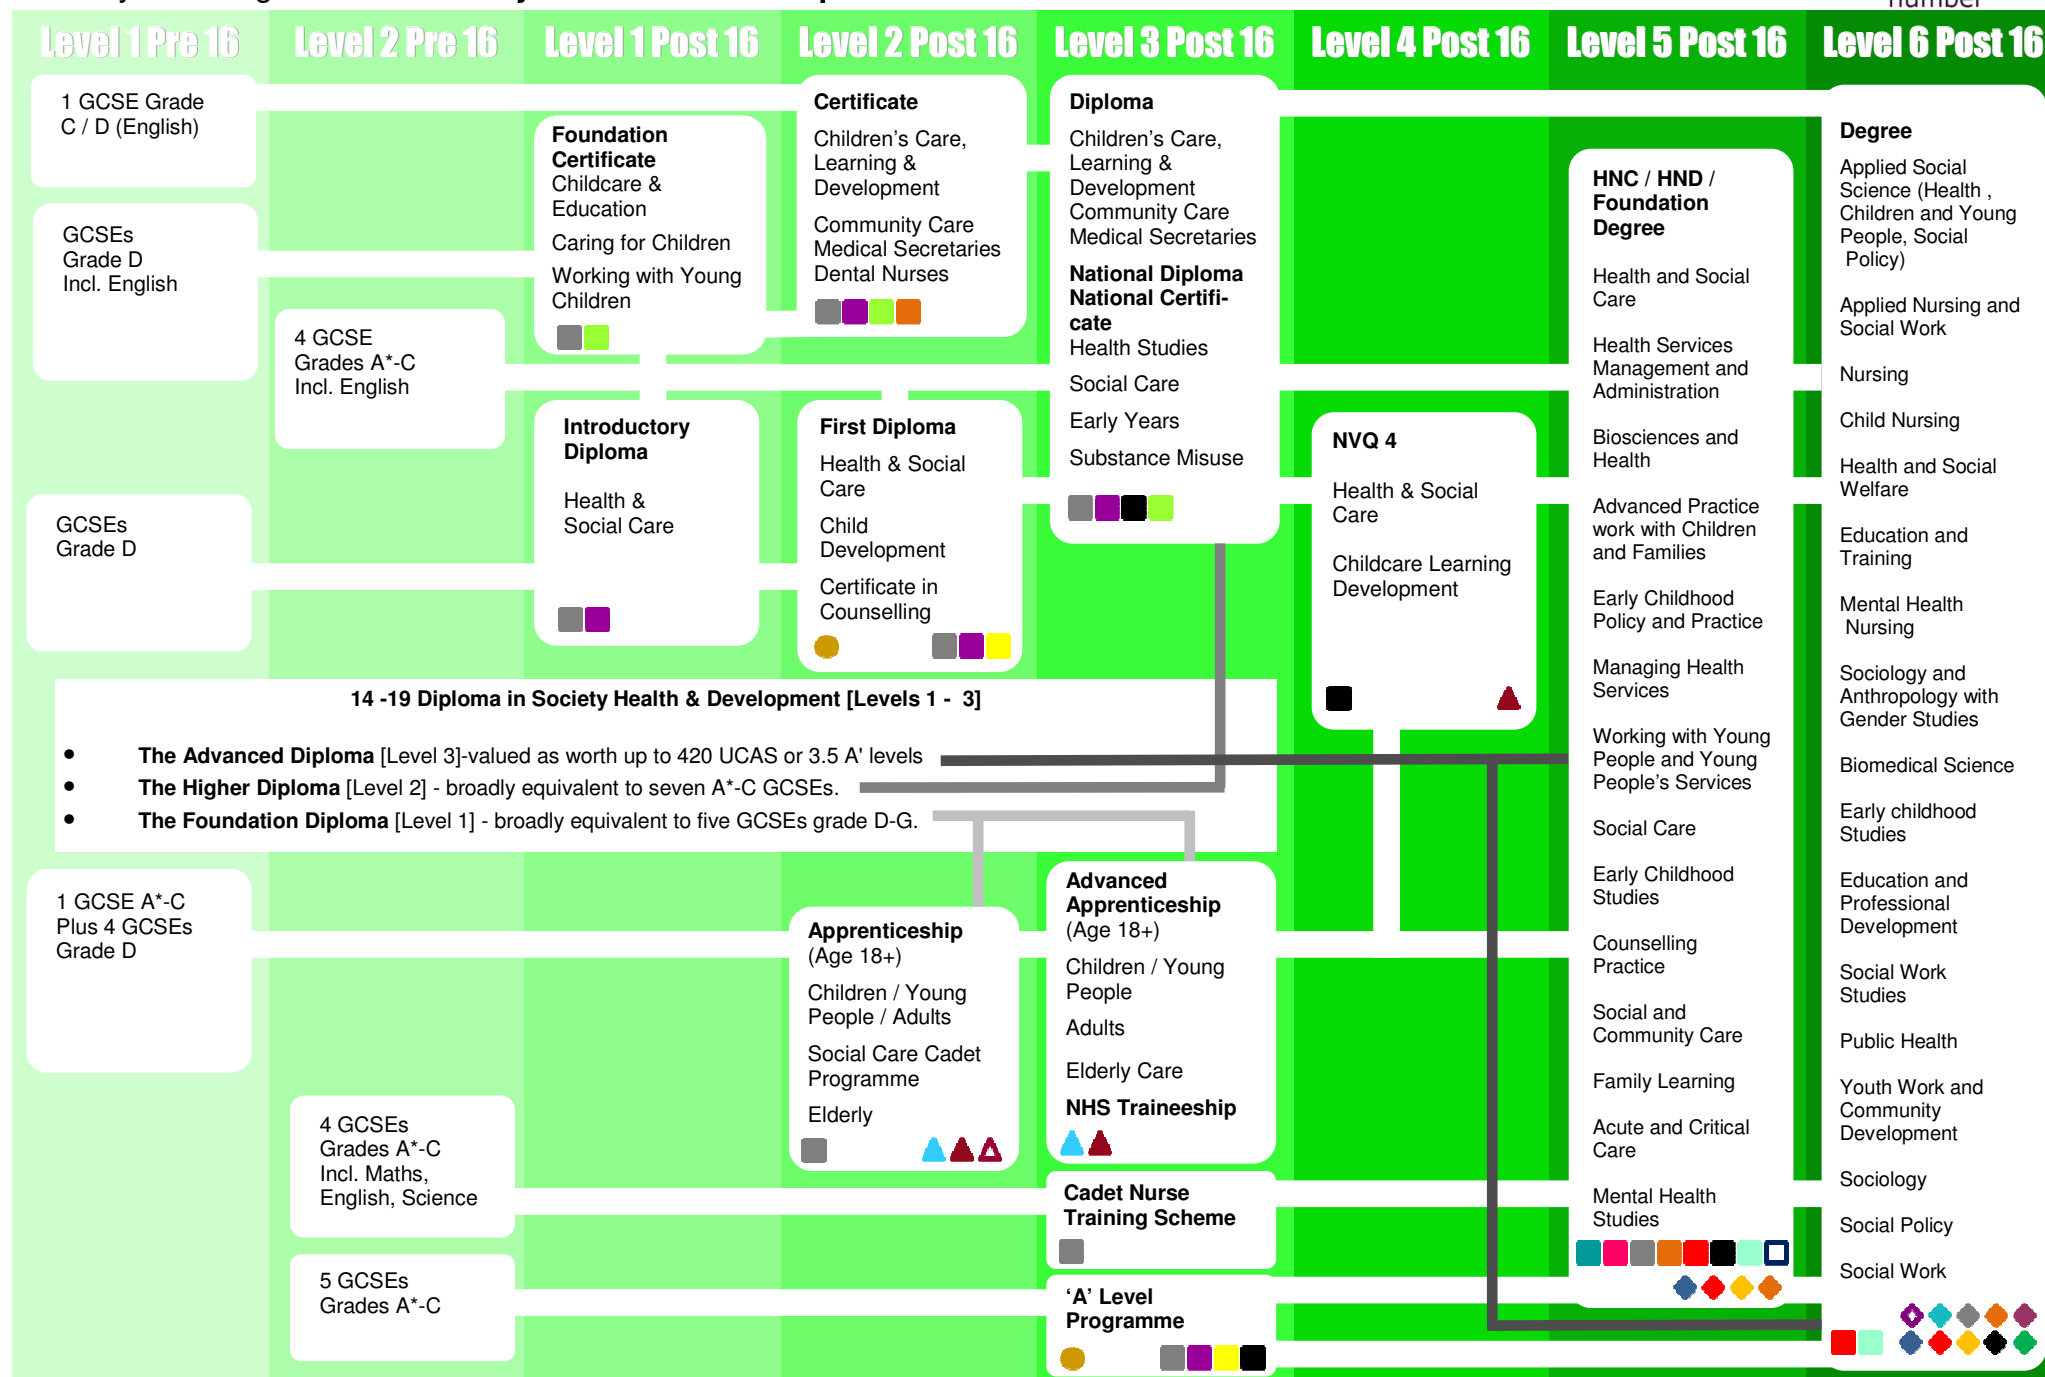 Level 1 Pre 16
Level 2 Pre 16
Level 1 Post 16
Level 2 Post 16
Level 3 Post 16
Level 4 Post 16
Level 5 Post 16
Level 6 Post 16
1 GCSE Grade
C / D (English)
GCSEs
Grade D
Incl. English
4 GCSE
Grades A*-C
Incl. English
GCSEs
Grade D
Foundation
Certificate
Childcare &
Education
Caring for Children
Working with Young
Children
Introductory
Diploma
Health &
Social Care
Certificate
Children’s Care,
Learning &
Development
Community Care
Medical Secretaries
Dental Nurses
First Diploma
Health & Social
Care
Child
Development
Certificate in
Counselling
Diploma
Children’s Care,
Learning &
Development
Community Care
Medical Secretaries
National Diploma
National Certifi-
cate
Health Studies
Social Care
Early Years
Substance Misuse
NVQ 4
Health & Social
Care
Childcare Learning
Development
14 -19 Diploma in Society Health & Development [Levels 1 - 3]
• The Advanced Diploma [Level 3]-valued as worth up to 420 UCAS or 3.5 A' levels
• The Higher Diploma [Level 2] - broadly equivalent to seven A*-C GCSEs.
• The Foundation Diploma [Level 1] - broadly equivalent to five GCSEs grade D-G.
1 GCSE A*-C
Plus 4 GCSEs
Grade D
4 GCSEs
Grades A*-C
Incl. Maths,
English, Science
5 GCSEs
Grades A*-C
Apprenticeship
(Age 18+)
Children / Young
People / Adults
Social Care Cadet
Programme
Elderly
Advanced
Apprenticeship
(Age 18+)
Children / Young
People
Adults
Elderly Care
NHS Traineeship
Cadet Nurse
Training Scheme
‘A’ Level
Programme
HNC / HND /
Foundation
Degree
Health and Social
Care
Health Services
Management and
Administration
Biosciences and
Health
Advanced Practice
work with Children
and Families
Early Childhood
Policy and Practice
Managing Health
Services
Working with Young
People and Young
People’s Services
Social Care
Early Childhood
Studies
Counselling
Practice
Social and
Community Care
Family Learning
Acute and Critical
Care
Mental Health
Studies
Degree
Applied Social
Science (Health ,
Children and Young
People, Social
Policy)
Applied Nursing and
Social Work
Nursing
Child Nursing
Health and Social
Welfare
Education and
Training
Mental Health
Nursing
Sociology and
Anthropology with
Gender Studies
Biomedical Science
Early childhood
Studies
Education and
Professional
Development
Social Work
Studies
Public Health
Youth Work and
Community
Development
Sociology
Social Policy
Social Work